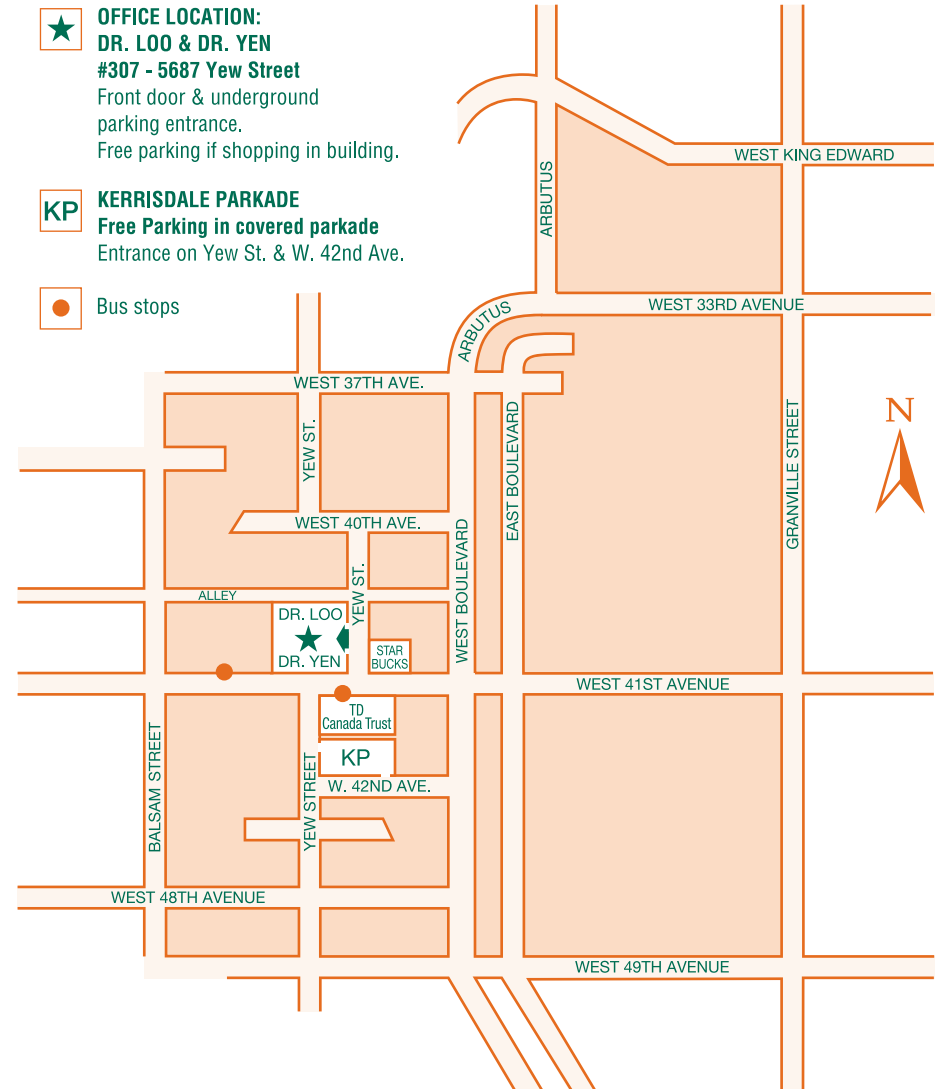 OFFICE LOCATION:
DR. LOO & DR. YEN
#307 - 5687 Yew Street
Front door & underground
parking entrance.
Free parking if shopping in building.
KP
KERRISDALE PARKADE
Free Parking in covered parkade
Entrance on Yew St. & W. 42nd Ave.
Bus stops
WEST KING EDWARD
ARBUTUS
WEST 33RD AVENUE
ARBUTUS
WEST 37TH AVE.
N
YEW ST.
EAST BOULEVARD
GRANVILLE STREET
WEST 40TH AVE.
WEST BOULEVARD
YEW ST.
ALLEY
DR. LOO
DR. YEN
STAR
BUCKS
WEST 41ST AVENUE
TD
Canada Trust
KP
BALSAM STREET
YEW STREET
W. 42ND AVE.
WEST 48TH AVENUE
WEST 49TH AVENUE